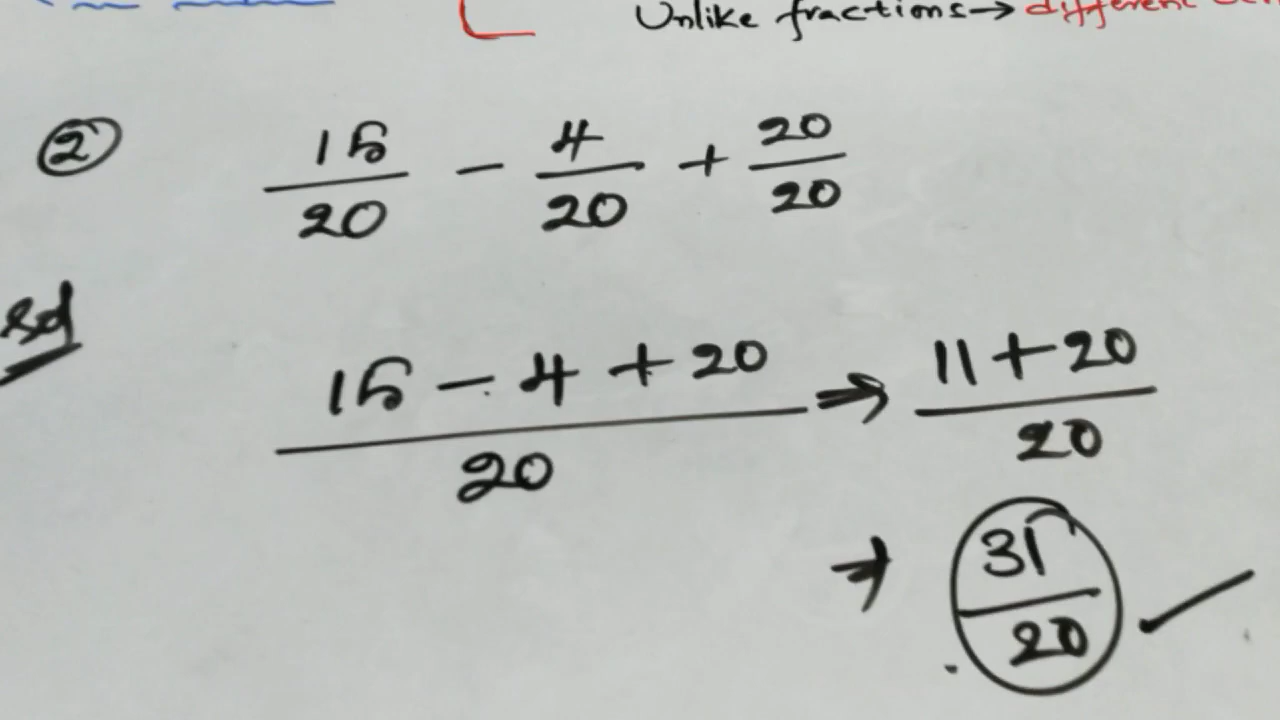 Unlike fractions → different
② 15/20 - 4/20 + 20/20
Sol
15 - 4 + 20 / 20 ⇒ 11 + 20 / 20
⇒ 31/20 ✓